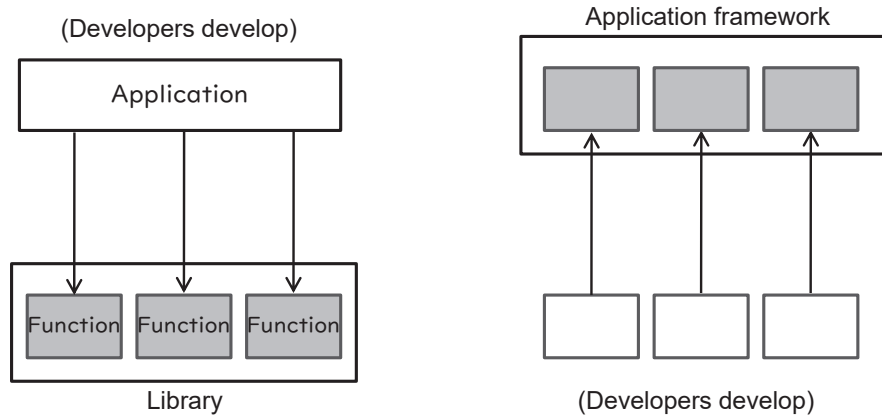 (Developers develop)
Application
Function Function Function
Library
Application framework
(Developers develop)